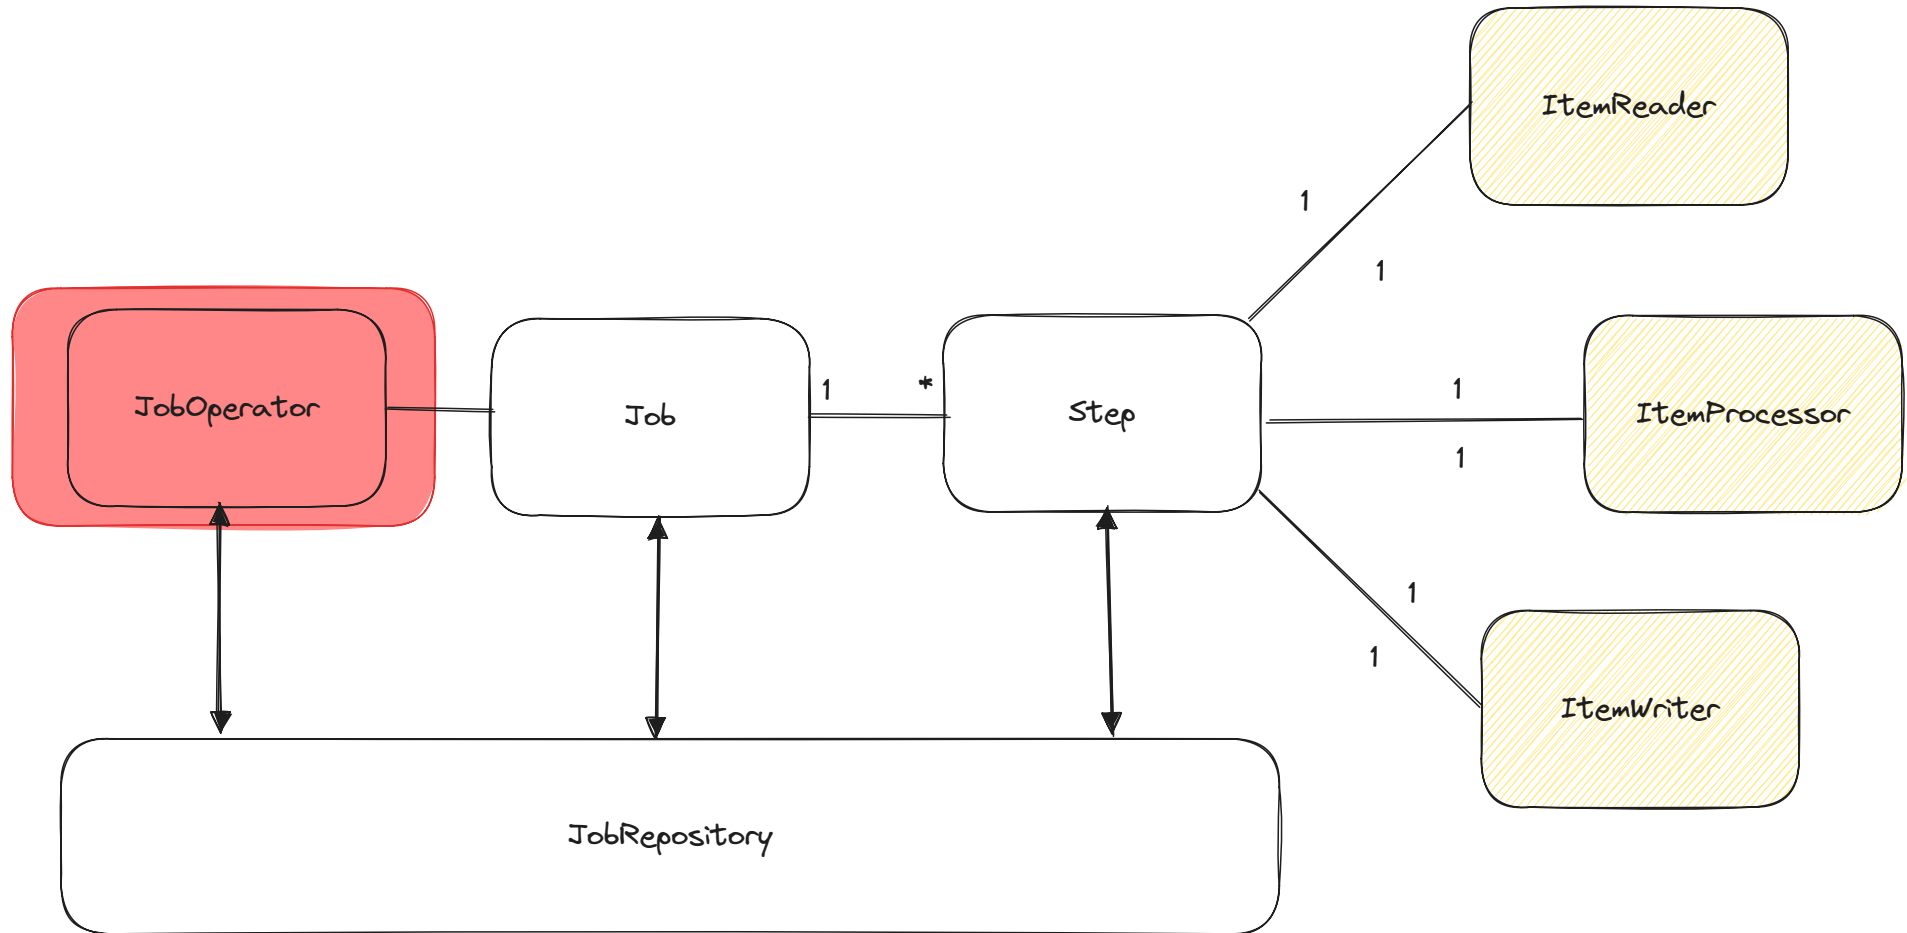 ItemReader
1
1
JobOperator
Job
1
*
Step
1
1
ItemProcessor
1
1
ItemWriter
JobRepository